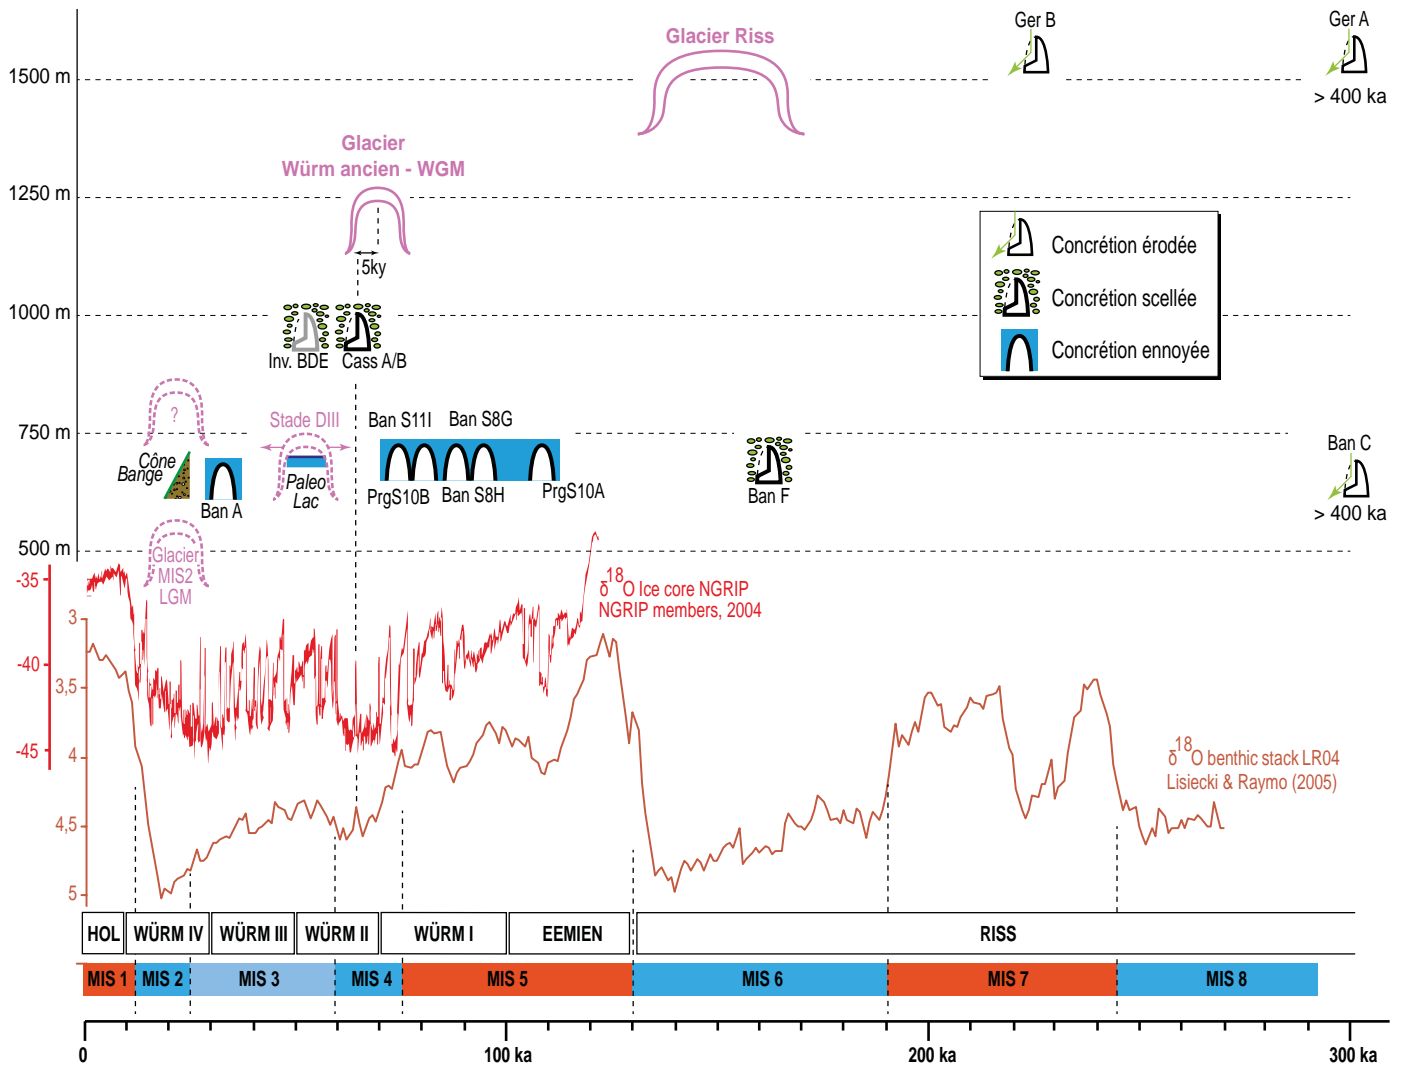 Ger B
Ger A
Glacier Riss
1500 m
> 400 ka
Glacier
Würm ancien - WGM
1250 m
5ky
Concrétion érodée
Concrétion scellée
Concrétion ennoyée
1000 m
Inv. BDE
Cass A/B
?
Stade DIII
Ban S11I
Ban S8G
750 m
Ban C
Cône
Bange
Paleo
Lac
Ban A
PrgS10B
Ban S8H
PrgS10A
Ban F
> 400 ka
500 m
Glacier
MIS2
LGM
δ18O Ice core NGRIP
NGRIP members, 2004
-35
-40
-45
3
3,5
4
4,5
5
δ18O benthic stack LR04
Lisiecki & Raymo (2005)
HOL WÜRM IV WÜRM III WÜRM II WÜRM I EEMIEN RISS
MIS 1 MIS 2 MIS 3 MIS 4 MIS 5 MIS 6 MIS 7 MIS 8
0 100 ka 200 ka 300 ka